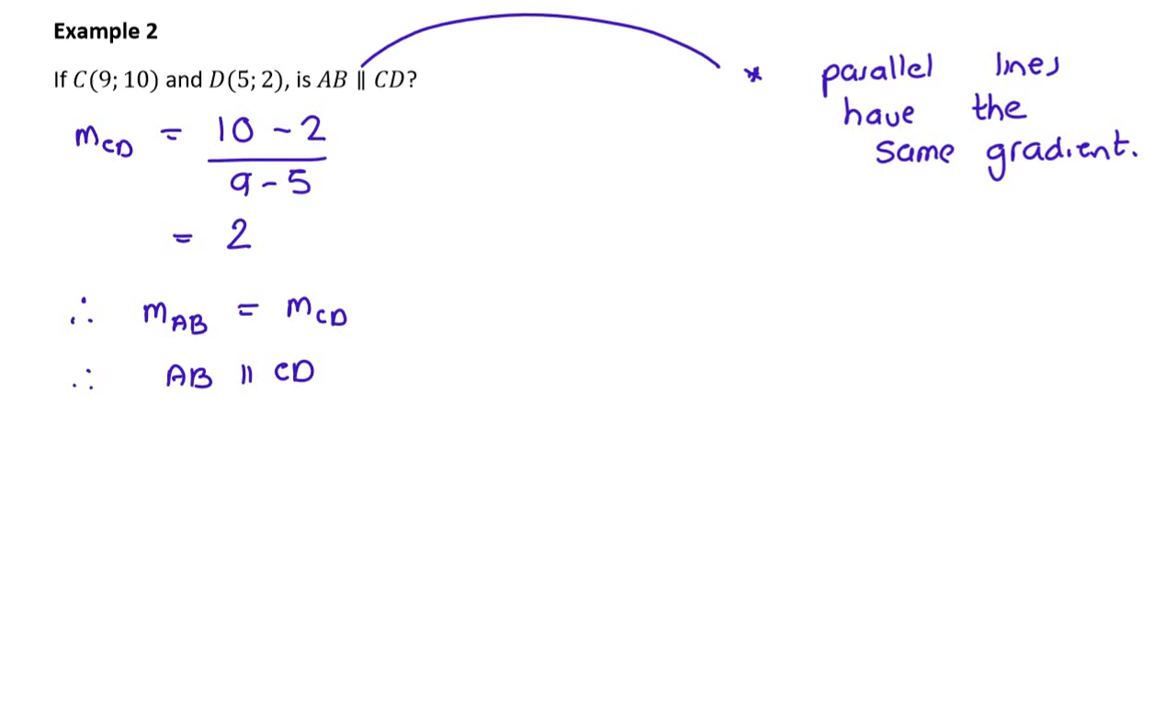 Example 2
If C(9; 10) and D(5; 2), is AB ∥ CD?
* parallel lines
have the
same gradient.
m_CD = 10 - 2
9 - 5
= 2
∴ m_AB = m_CD
∴ AB ∥ CD